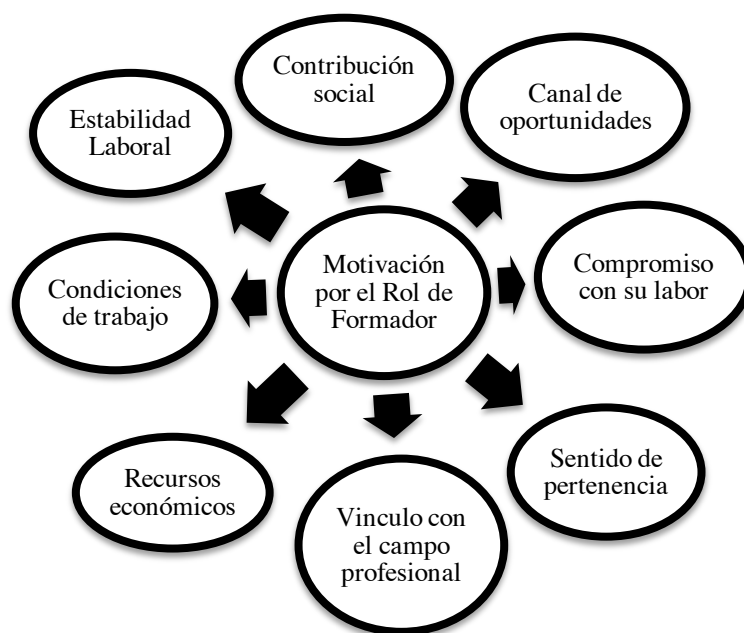 Contribución
social
Canal de
oportunidades
Estabilidad
Laboral
Motivación
por el Rol de
Formador
Compromiso
con su labor
Condiciones
de trabajo
Sentido de
pertenencia
Recursos
económicos
Vinculo con
el campo
profesional